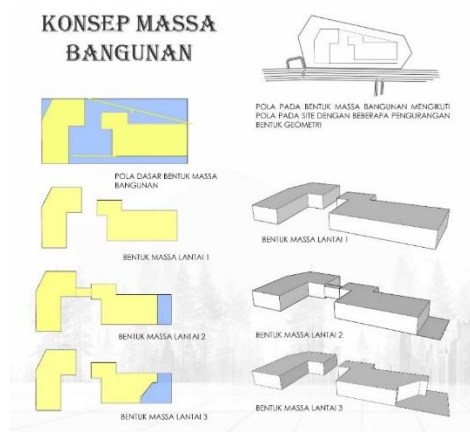 KONSEP MASSA
BANGUNAN
POLA PADA BENTUK MASSA BANGUNAN MENGIKUTI
POLA PADA SITE DENGAN BEBERAPA PENGURANGAN
BENTUK GEOMETRI
POLA DASAR BENTUK MASSA
BANGUNAN
BENTUK MASSA LANTAI 1
BENTUK MASSA LANTAI 1
BENTUK MASSA LANTAI 2
BENTUK MASSA LANTAI 2
BENTUK MASSA LANTAI 3
BENTUK MASSA LANTAI 3